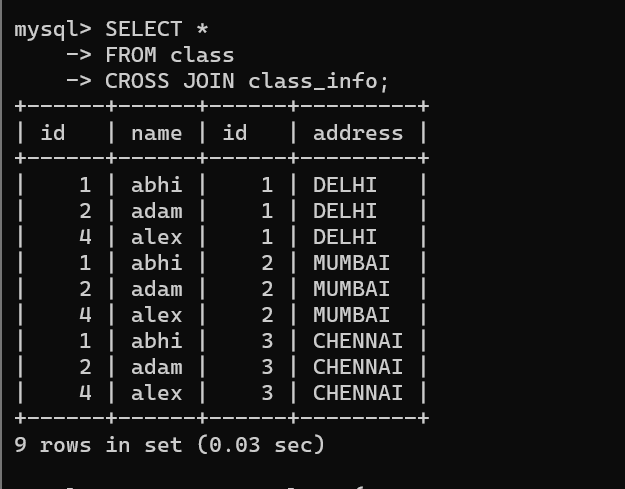 mysql> SELECT *
    -> FROM class
    -> CROSS JOIN class_info;
+------+------+------+---------+
| id   | name | id   | address |
+------+------+------+---------+
|    1 | abhi |    1 | DELHI   |
|    2 | adam |    1 | DELHI   |
|    4 | alex |    1 | DELHI   |
|    1 | abhi |    2 | MUMBAI  |
|    2 | adam |    2 | MUMBAI  |
|    4 | alex |    2 | MUMBAI  |
|    1 | abhi |    3 | CHENNAI |
|    2 | adam |    3 | CHENNAI |
|    4 | alex |    3 | CHENNAI |
+------+------+------+---------+
9 rows in set (0.03 sec)